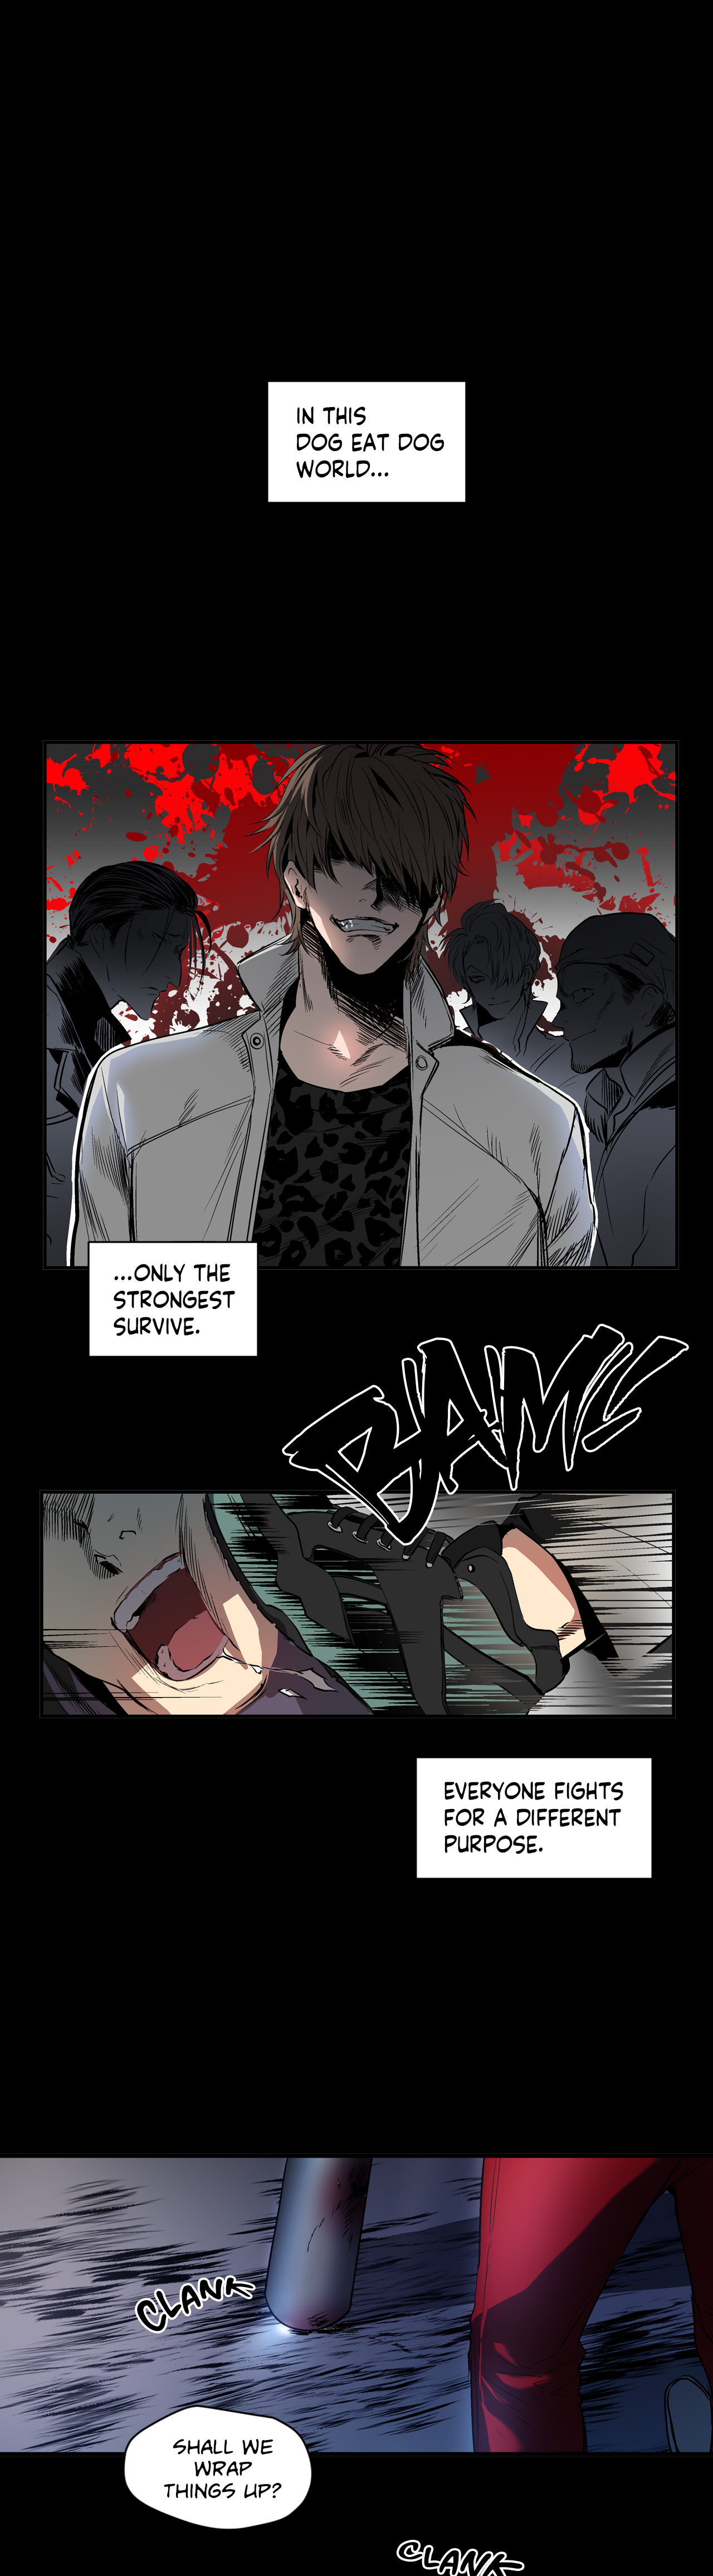 IN THIS
DOG EAT DOG
WORLD...
...ONLY THE
STRONGEST
SURVIVE.
BAM!!
EVERYONE FIGHTS
FOR A DIFFERENT
PURPOSE.
CLANK
SHALL WE
WRAP
THINGS UP?
CLANK